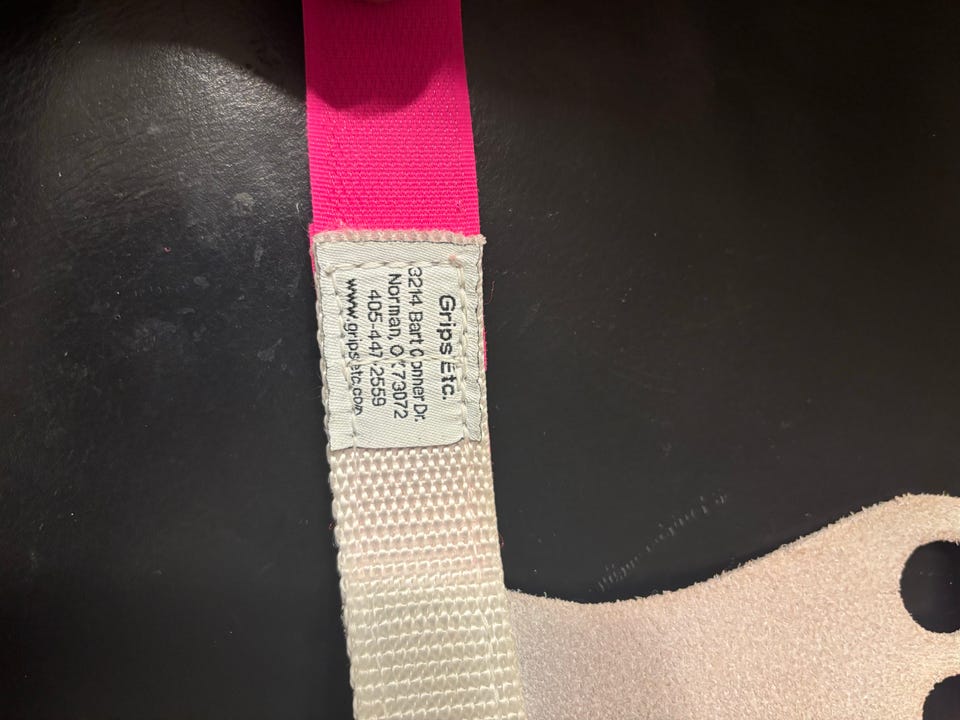 Grips Etc.
3214 Bart Conner Dr.
Norman, OK 73072
405-447-2559
www.gripsetc.com